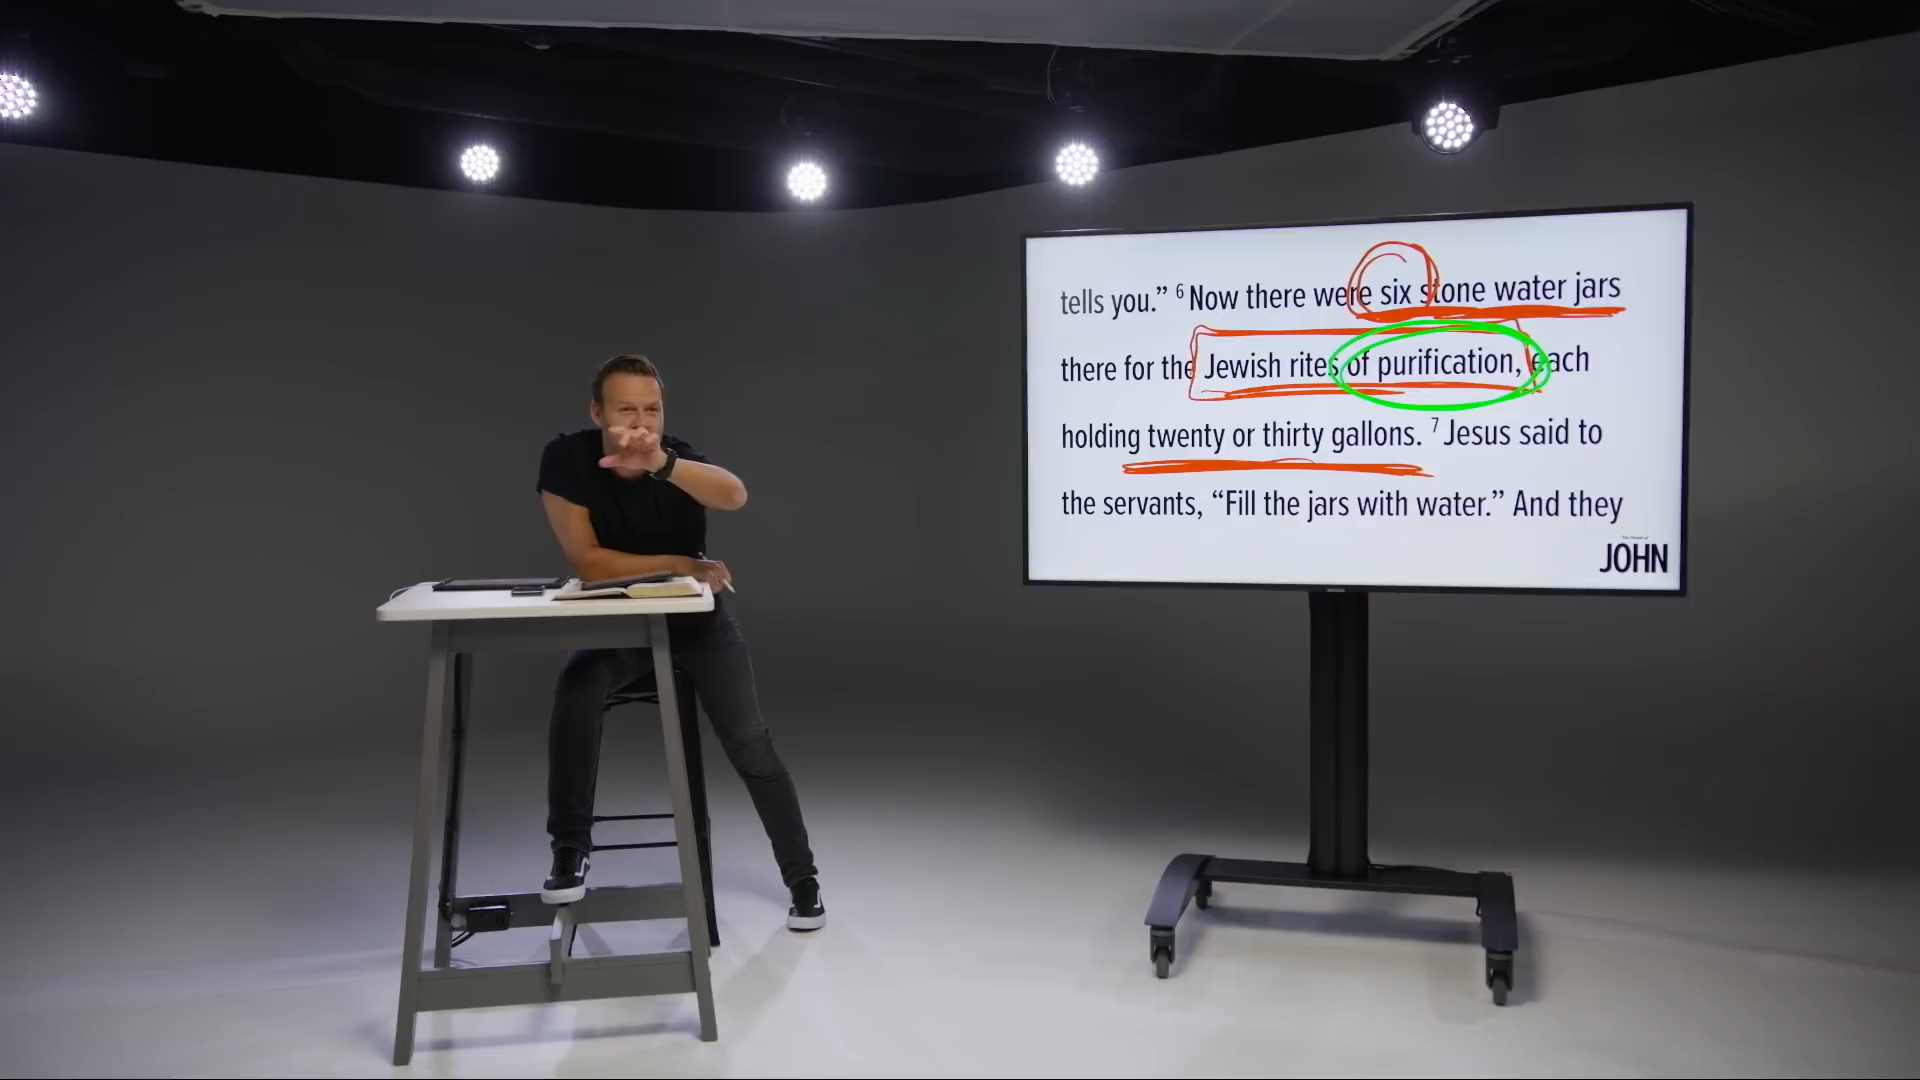 tells you.” ⁶ Now there were six stone water jars
there for the Jewish rites of purification, each
holding twenty or thirty gallons. ⁷ Jesus said to
the servants, “Fill the jars with water.” And they
JOHN